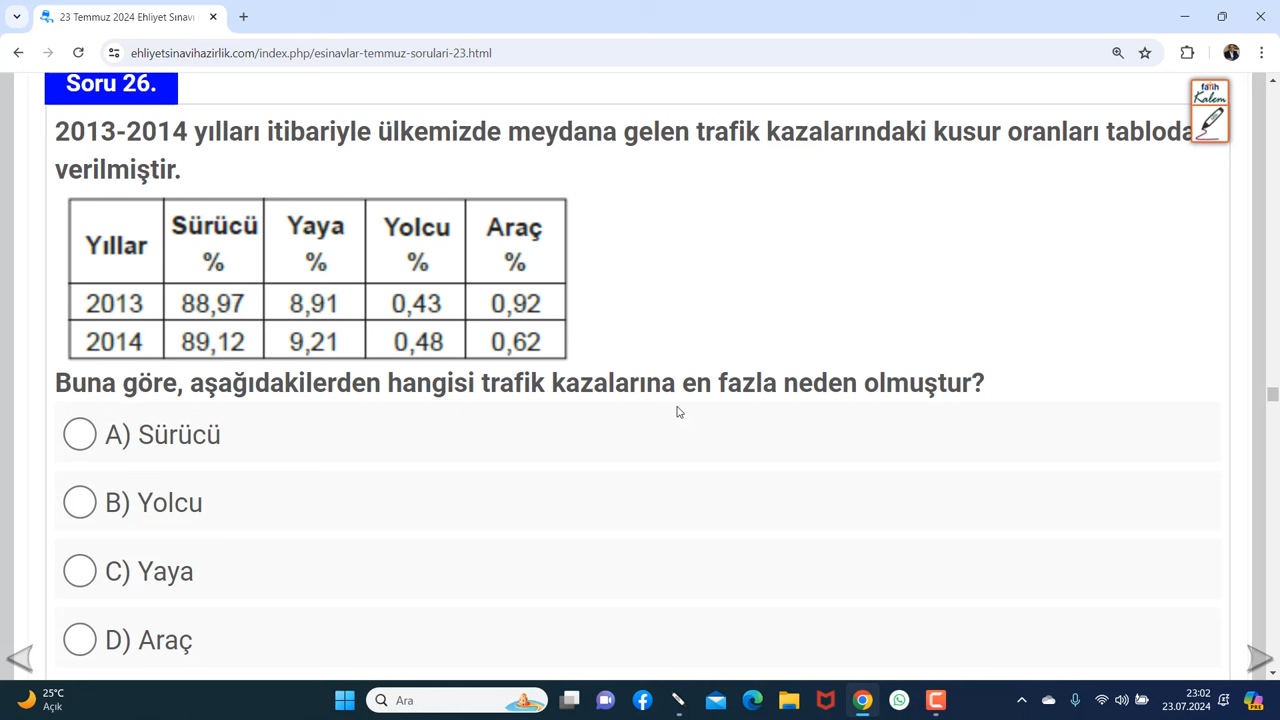 23 Temmuz 2024 Ehliyet Sınavı
ehliyetsinavihazirlik.com/index.php/esinavlar-temmuz-sorulari-23.html
Soru 26.
fatih
Kalem
2013-2014 yılları itibariyle ülkemizde meydana gelen trafik kazalarındaki kusur oranları tabloda
verilmiştir.
Yıllar Sürücü % Yaya % Yolcu % Araç %
2013 88,97 8,91 0,43 0,92
2014 89,12 9,21 0,48 0,62
Buna göre, aşağıdakilerden hangisi trafik kazalarına en fazla neden olmuştur?
A) Sürücü
B) Yolcu
C) Yaya
D) Araç
25°C
Açık
Ara
23:02
23.07.2024
PRE